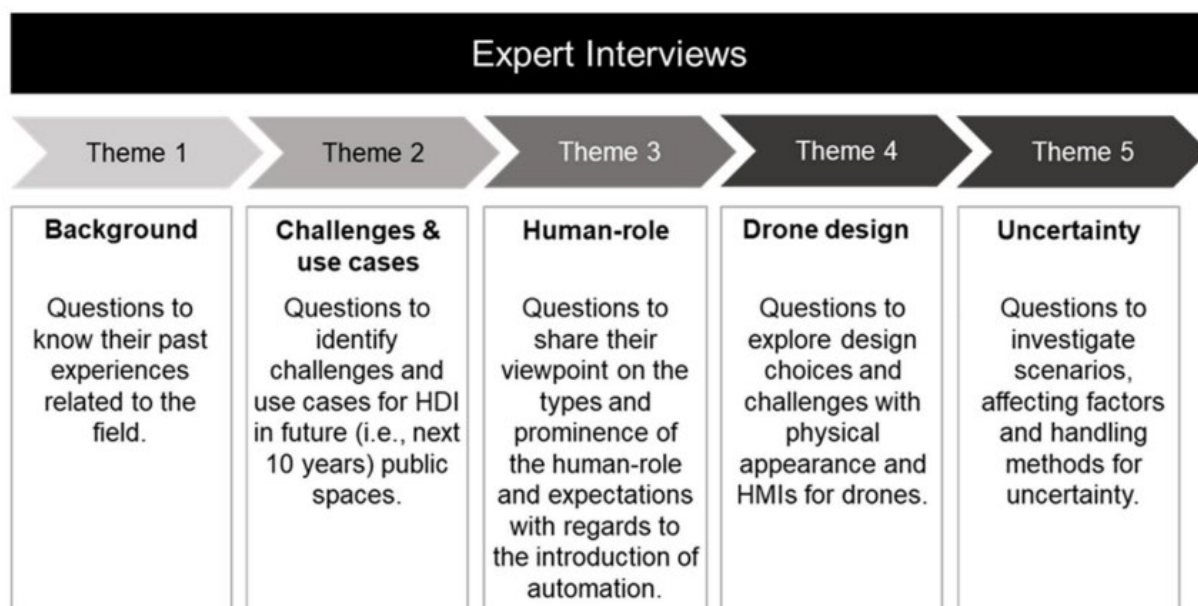 Expert Interviews
Theme 1
Theme 2
Theme 3
Theme 4
Theme 5
Background
Questions to
know their past
experiences
related to the
field.
Challenges &
use cases
Questions to
identify
challenges and
use cases for HDI
in future (i.e., next
10 years) public
spaces.
Human-role
Questions to
share their
viewpoint on the
types and
prominence of
the human-role
and expectations
with regards to
the introduction of
automation.
Drone design
Questions to
explore design
choices and
challenges with
physical
appearance and
HMIs for drones.
Uncertainty
Questions to
investigate
scenarios,
affecting factors
and handling
methods for
uncertainty.